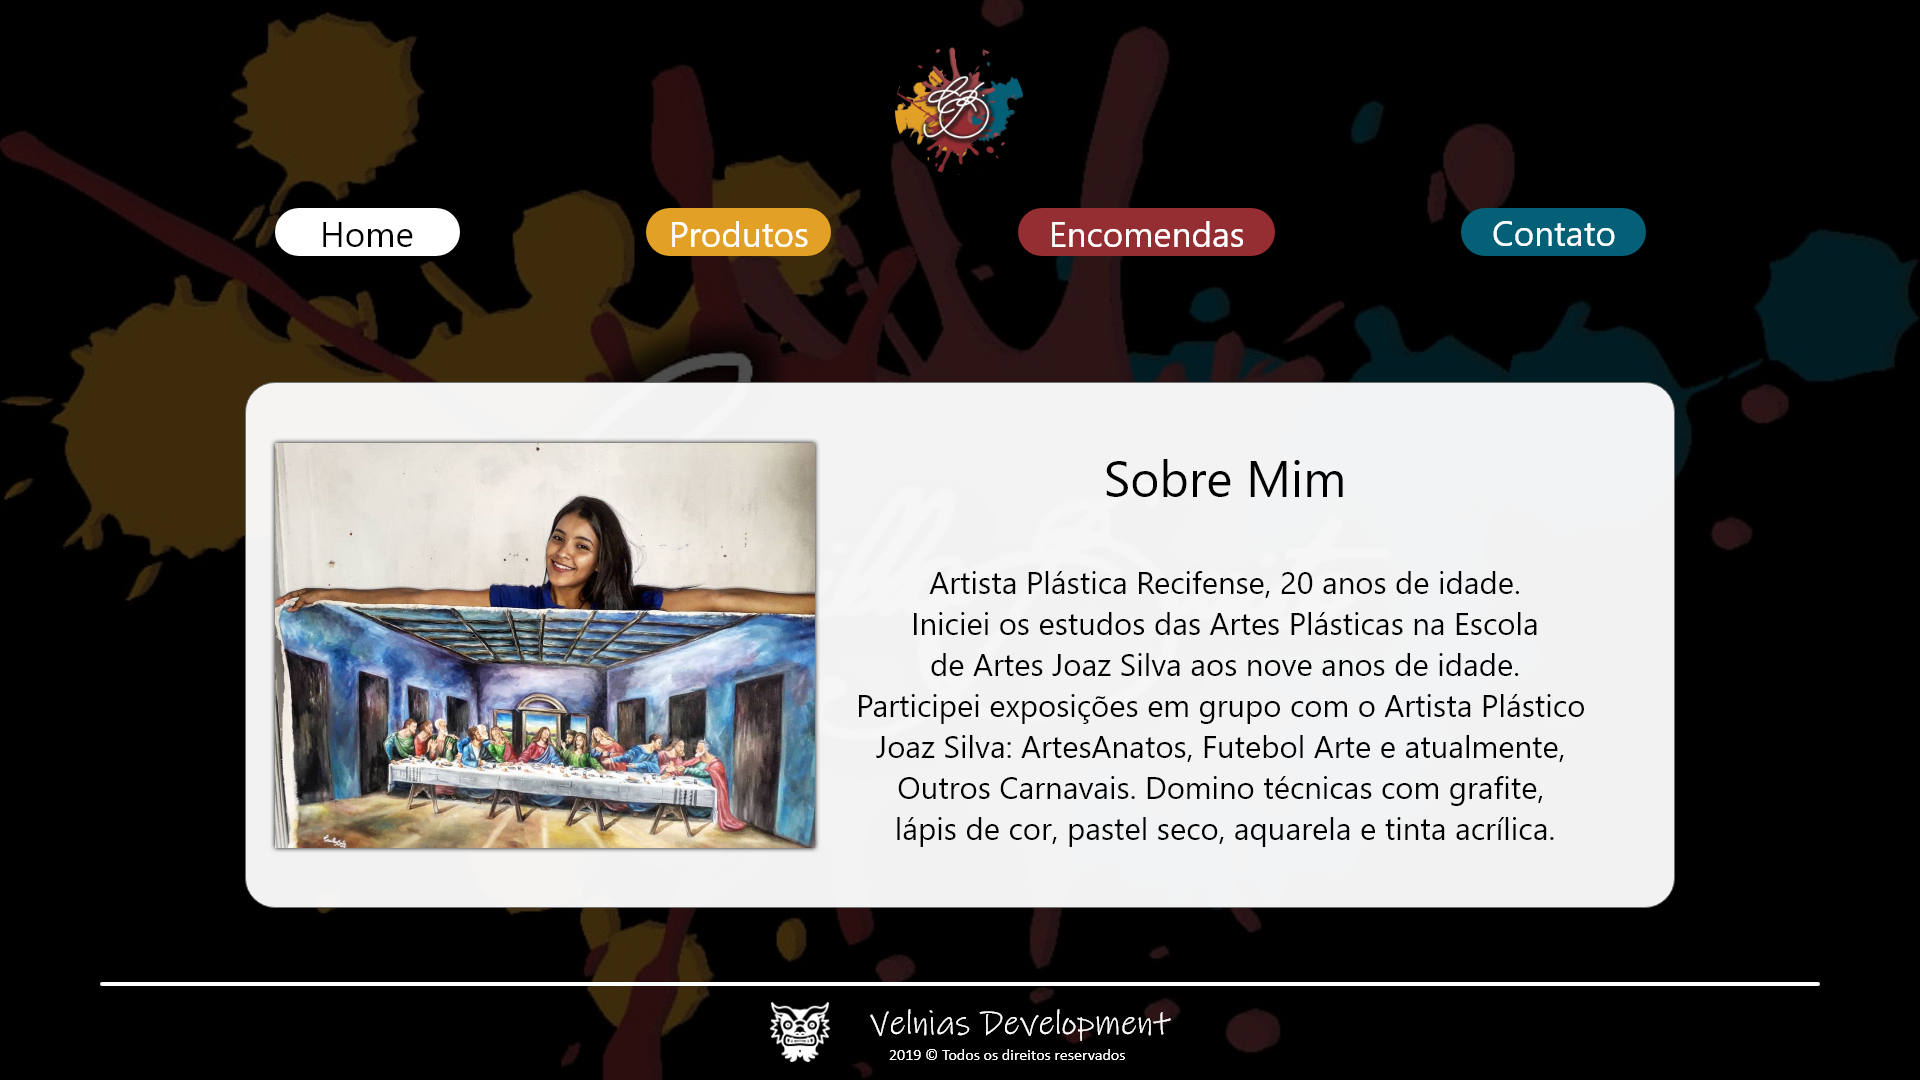 Home
Produtos
Encomendas
Contato
Sobre Mim
Artista Plástica Recifense, 20 anos de idade.
Iniciei os estudos das Artes Plásticas na Escola
de Artes Joaz Silva aos nove anos de idade.
Participei exposições em grupo com o Artista Plástico
Joaz Silva: ArtesAnatos, Futebol Arte e atualmente,
Outros Carnavais. Domino técnicas com grafite,
lápis de cor, pastel seco, aquarela e tinta acrílica.
Velnias Development
2019 © Todos os direitos reservados